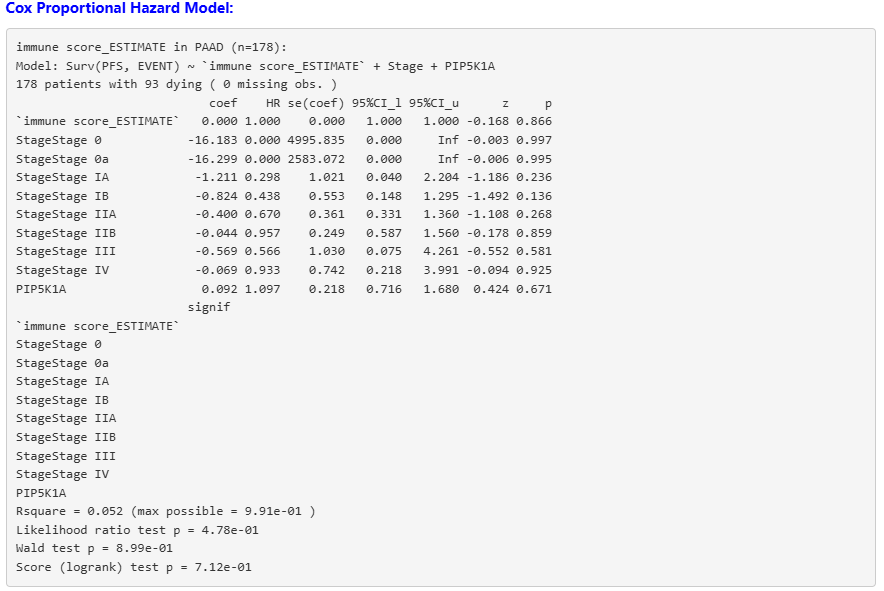 Cox Proportional Hazard Model:
immune score_ESTIMATE in PAAD (n=178):
Model: Surv(PFS, EVENT) ~ `immune score_ESTIMATE` + Stage + PIP5K1A
178 patients with 93 dying ( 0 missing obs. )
coef HR se(coef) 95%CI_l 95%CI_u z p
`immune score_ESTIMATE` 0.000 1.000 0.000 1.000 1.000 -0.168 0.866
StageStage 0 -16.183 0.000 4995.835 0.000 Inf -0.003 0.997
StageStage 0a -16.299 0.000 2583.072 0.000 Inf -0.006 0.995
StageStage IA -1.211 0.298 1.021 0.040 2.204 -1.186 0.236
StageStage IB -0.824 0.438 0.553 0.148 1.295 -1.492 0.136
StageStage IIA -0.400 0.670 0.361 0.331 1.360 -1.108 0.268
StageStage IIB -0.044 0.957 0.249 0.587 1.560 -0.178 0.859
StageStage III -0.569 0.566 1.030 0.075 4.261 -0.552 0.581
StageStage IV -0.069 0.933 0.742 0.218 3.991 -0.094 0.925
PIP5K1A 0.092 1.097 0.218 0.716 1.680 0.424 0.671
signif
`immune score_ESTIMATE`
StageStage 0
StageStage 0a
StageStage IA
StageStage IB
StageStage IIA
StageStage IIB
StageStage III
StageStage IV
PIP5K1A
Rsquare = 0.052 (max possible = 9.91e-01 )
Likelihood ratio test p = 4.78e-01
Wald test p = 8.99e-01
Score (logrank) test p = 7.12e-01